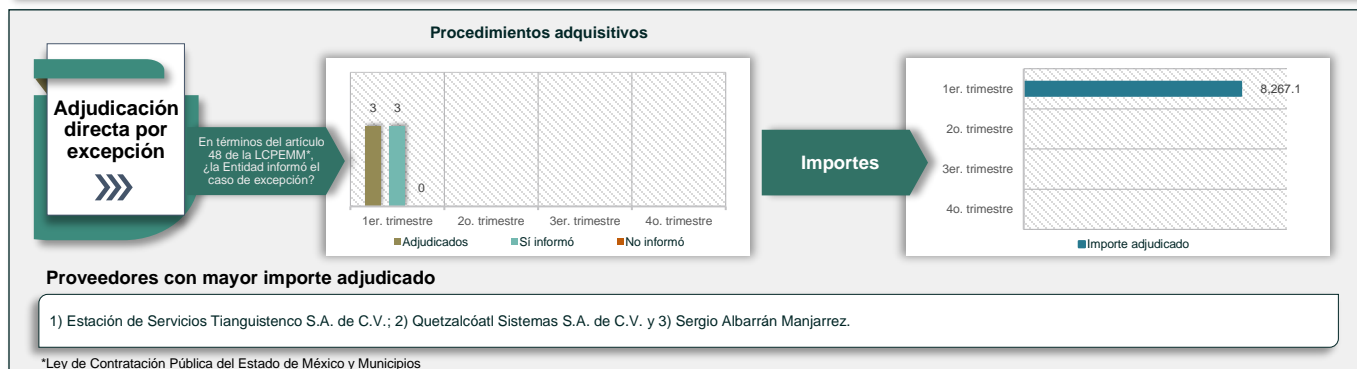 Procedimientos adquisitivos
Adjudicación
directa por
excepción
En términos del artículo
48 de la LCPEMM*,
¿la Entidad informó el
caso de excepción?
3 3
0
1er. trimestre 2o. trimestre 3er. trimestre 4o. trimestre
Adjudicados Sí informó No informó
Importes
1er. trimestre 8,267.1
2o. trimestre
3er. trimestre
4o. trimestre
Importe adjudicado
Proveedores con mayor importe adjudicado
1) Estación de Servicios Tianguistenco S.A. de C.V.; 2) Quetzalcóatl Sistemas S.A. de C.V. y 3) Sergio Albarrán Manjarrez.
*Ley de Contratación Pública del Estado de México y Municipios